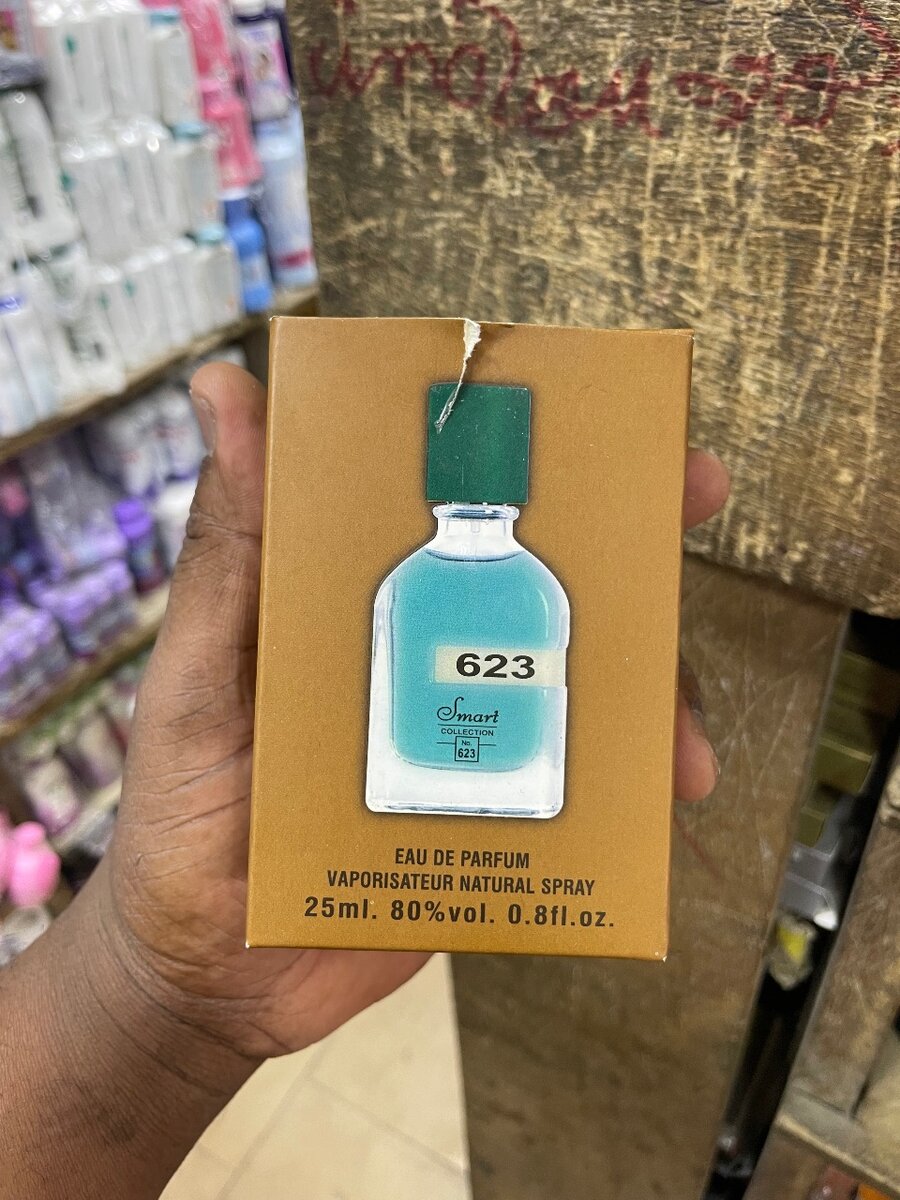 623
Smart
COLLECTION
No.
623
EAU DE PARFUM
VAPORISATEUR NATURAL SPRAY
25ml. 80%vol. 0.8fl.oz.